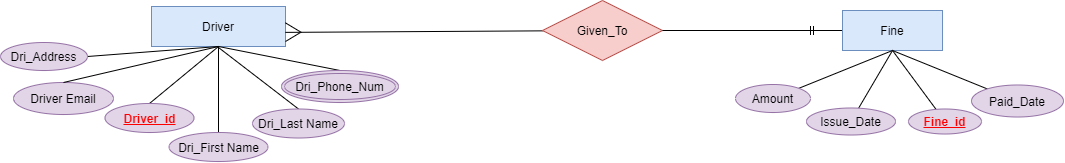 Driver
Given_To
Fine
Dri_Address
Dri_Phone_Num
Driver Email
Amount
Paid_Date
Driver_id
Dri_Last Name
Issue_Date
Fine_id
Dri_First Name